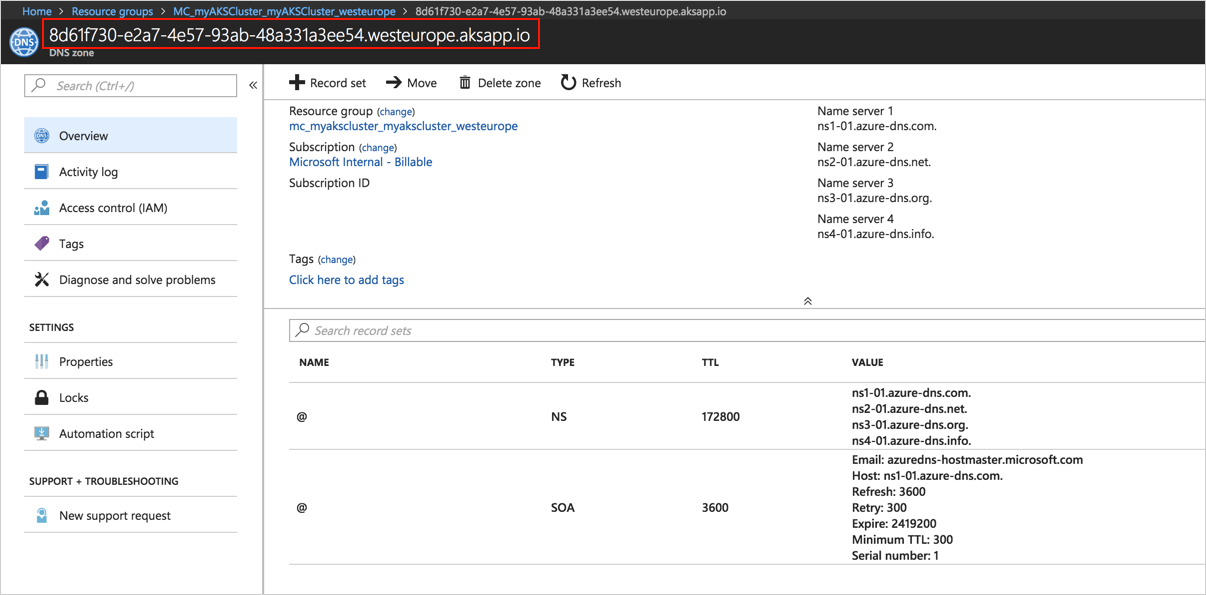 Home > Resource groups > MC_myAKSCluster_myAKSCluster_westeurope > 8d61f730-e2a7-4e57-93ab-48a331a3ee54.westeurope.aksapp.io
DNS
8d61f730-e2a7-4e57-93ab-48a331a3ee54.westeurope.aksapp.io
DNS zone
Search (Ctrl+/)
«
Overview
Activity log
Access control (IAM)
Tags
Diagnose and solve problems
SETTINGS
Properties
Locks
Automation script
SUPPORT + TROUBLESHOOTING
New support request
Record set Move Delete zone Refresh
Resource group (change)
mc_myakscluster_myakscluster_westeurope
Subscription (change)
Microsoft Internal - Billable
Subscription ID
Name server 1
ns1-01.azure-dns.com.
Name server 2
ns2-01.azure-dns.net.
Name server 3
ns3-01.azure-dns.org.
Name server 4
ns4-01.azure-dns.info.
Tags (change)
Click here to add tags
Search record sets
NAME TYPE TTL VALUE
@ NS 172800
ns1-01.azure-dns.com.
ns2-01.azure-dns.net.
ns3-01.azure-dns.org.
ns4-01.azure-dns.info.
@ SOA 3600
Email: azuredns-hostmaster.microsoft.com
Host: ns1-01.azure-dns.com.
Refresh: 3600
Retry: 300
Expire: 2419200
Minimum TTL: 300
Serial number: 1